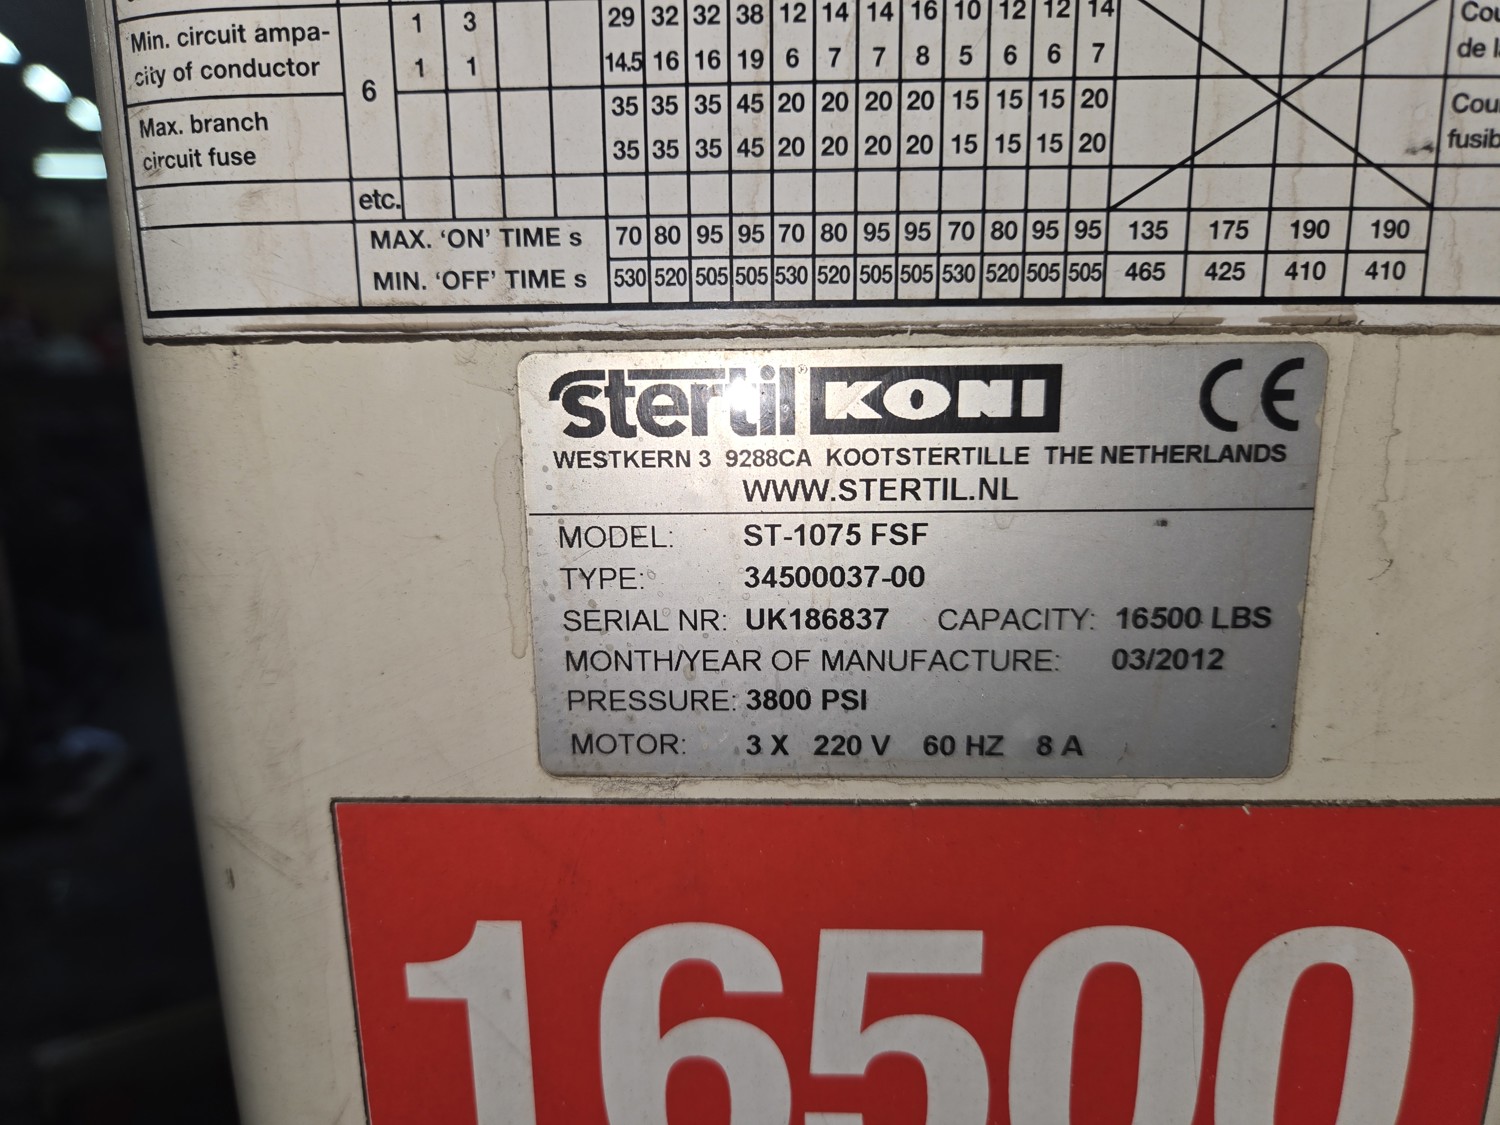 Min. circuit ampa-
city of conductor
6
1 3
29 32 32 38 12 14 14 16 10 12 12 14
1 1
14.5 16 16 19 6 7 7 8 5 6 6 7
Max. branch
circuit fuse
35 35 35 45 20 20 20 20 15 15 15 20
35 35 35 45 20 20 20 20 15 15 15 20
etc.
MAX. 'ON' TIME s 70 80 95 95 70 80 95 95 70 80 95 95 135 175 190 190
MIN. 'OFF' TIME s 530 520 505 505 530 520 505 505 530 520 505 505 465 425 410 410
Cou
de l
Cou
fusib
stertil® KONI CE
WESTKERN 3 9288CA KOOTSTERTILLE THE NETHERLANDS
WWW.STERTIL.NL
MODEL: ST-1075 FSF
TYPE: 34500037-00
SERIAL NR: UK186837 CAPACITY: 16500 LBS
MONTH/YEAR OF MANUFACTURE: 03/2012
PRESSURE: 3800 PSI
MOTOR: 3 X 220 V 60 HZ 8 A
16500